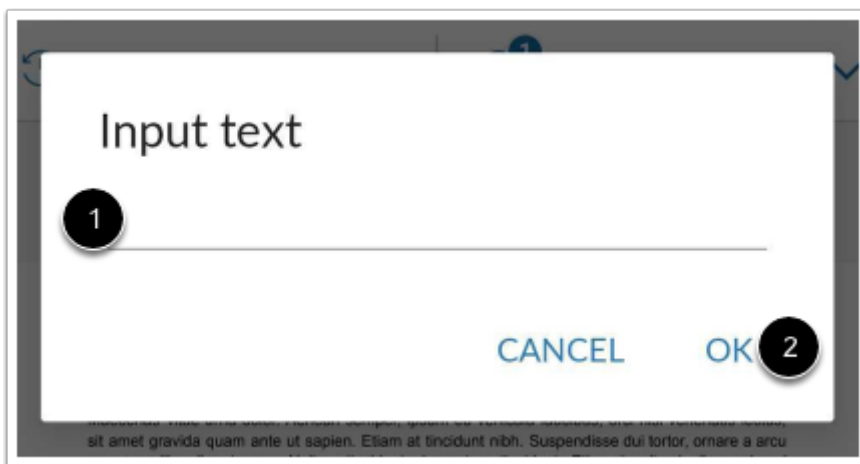 1
Input text
1
CANCEL OK 2
sit amet gravida quam ante ut sapien. Etiam at tincidunt nibh. Suspendisse dui tortor, ornare a arcu